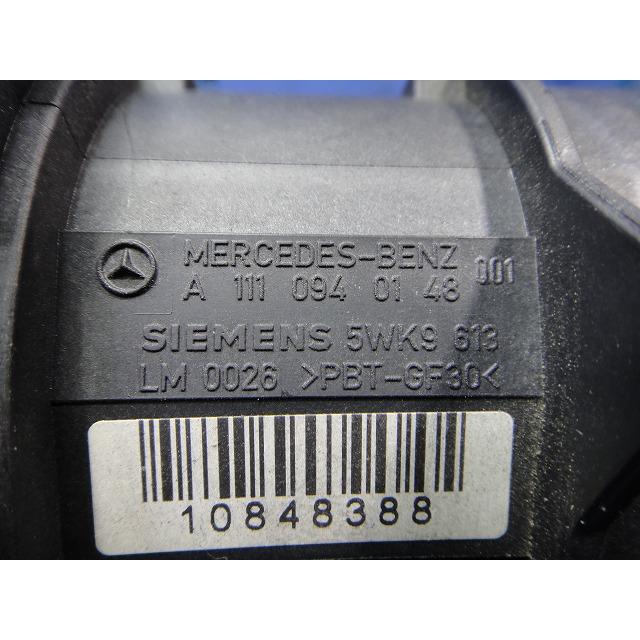 MERCEDES-BENZ 001
A 111 094 01 48
SIEMENS 5WK9 613
LM 0026 >PBT-GF30<
10848388